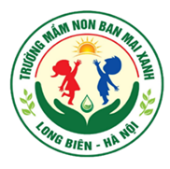 TRƯỜNG MẦM NON BAN MAI XANH
LONG BIÊN - HÀ NỘI